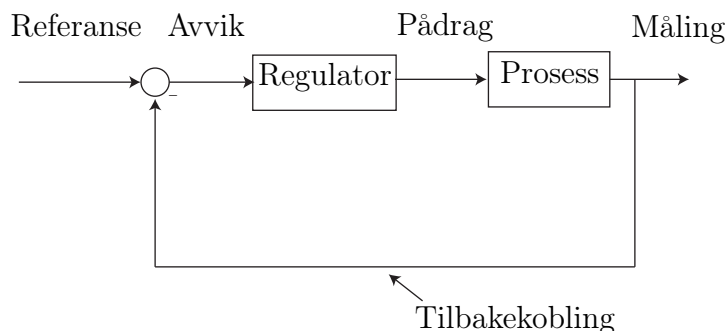 Referanse
Avvik
Pådrag
Måling
Regulator
Prosess
−
Tilbakekobling